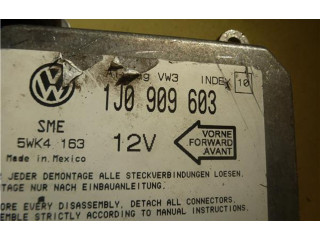 VW3 INDEX 10
1J0 909 603
SME
5WK4 163
12V
VORNE
FORWARD
AVANT
Made in Mexico
JEDER DEMONTAGE ALLE STECKVERBINDUNGEN LOESEN.
TAGE NUR NACH EINBAUANLEITUNG.
ORE EVERY DISASSEMBLY, DETACH ALL CONNECTORS.
EMBLE STRICTLY ACCORDING TO MANUAL INSTRUCTIONS.